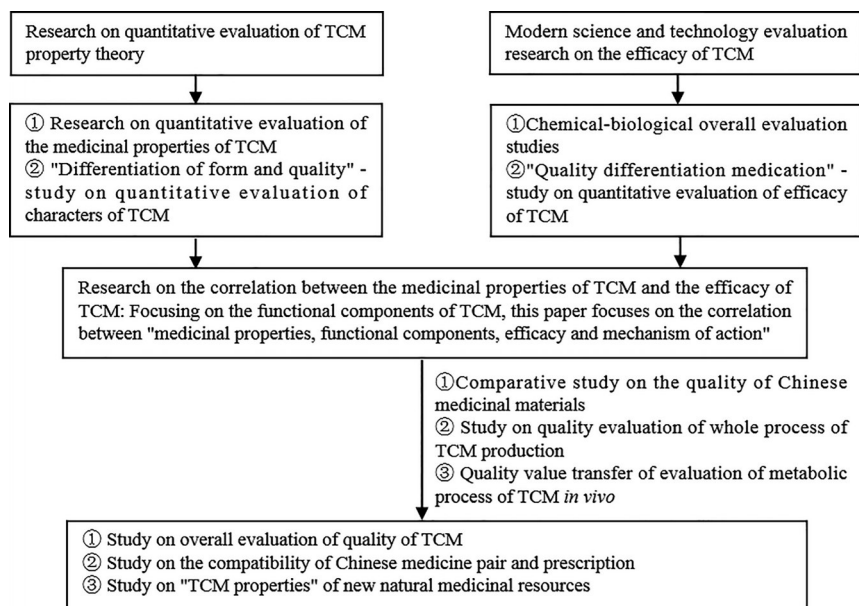 Research on quantitative evaluation of TCM
property theory
Modern science and technology evaluation
research on the efficacy of TCM
① Research on quantitative evaluation of
the medicinal properties of TCM
② "Differentiation of form and quality" -
study on quantitative evaluation of
characters of TCM
①Chemical-biological overall evaluation
studies
②"Quality differentiation medication" -
study on quantitative evaluation of efficacy
of TCM
Research on the correlation between the medicinal properties of TCM and the efficacy of
TCM: Focusing on the functional components of TCM, this paper focuses on the correlation
between "medicinal properties, functional components, efficacy and mechanism of action"
①Comparative study on the quality of Chinese
medicinal materials
② Study on quality evaluation of whole process of
TCM production
③ Quality value transfer of evaluation of metabolic
process of TCM in vivo
① Study on overall evaluation of quality of TCM
② Study on the compatibility of Chinese medicine pair and prescription
③ Study on "TCM properties" of new natural medicinal resources